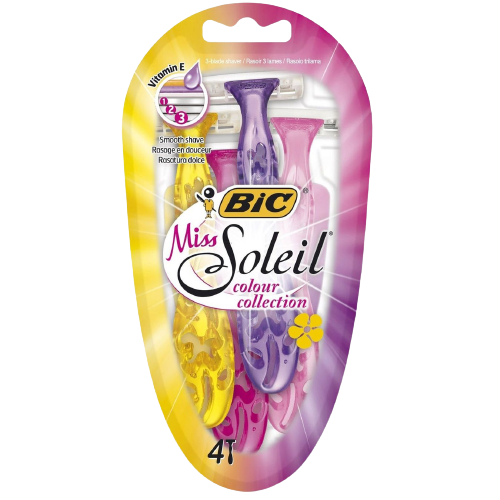 3-blade shaver / Rasoir 3 lames / Rasoio trilama
Vitamin E
1
2
3
Smooth shave
Rasage en douceur
Rasatura dolce
BiC
Miss
Soleil®
colour
collection
4